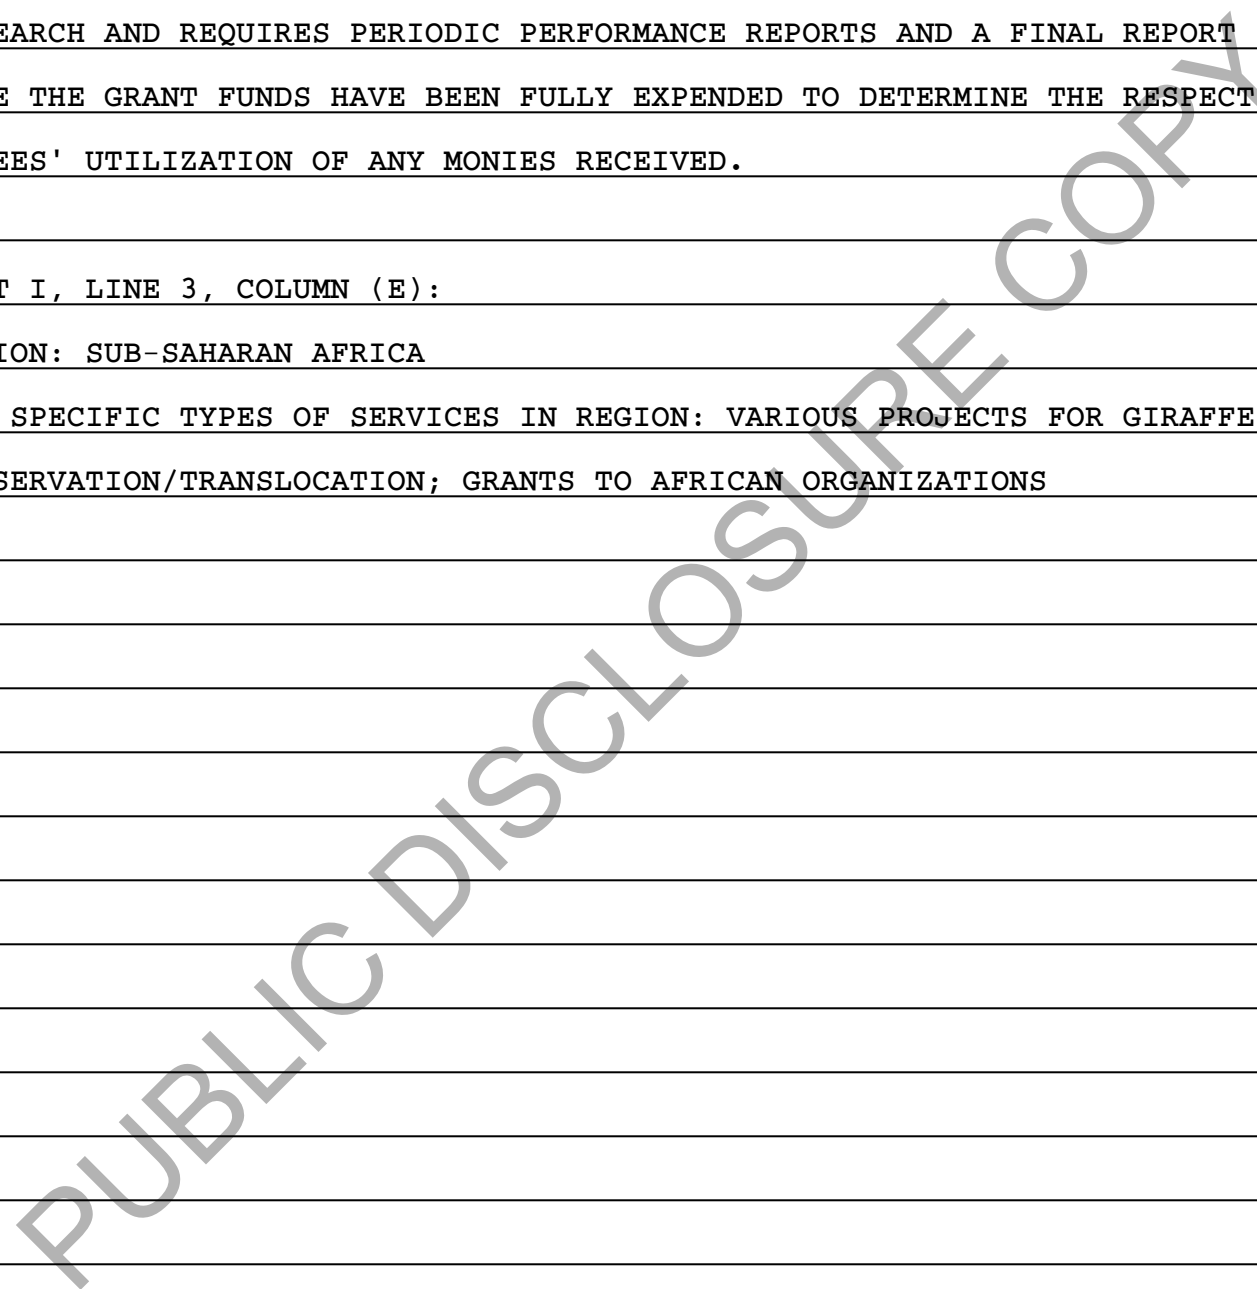 EARCH AND REQUIRES PERIODIC PERFORMANCE REPORTS AND A FINAL REPORT
E THE GRANT FUNDS HAVE BEEN FULLY EXPENDED TO DETERMINE THE RESPECT
EES' UTILIZATION OF ANY MONIES RECEIVED.
T I, LINE 3, COLUMN (E):
ION: SUB-SAHARAN AFRICA
SPECIFIC TYPES OF SERVICES IN REGION: VARIOUS PROJECTS FOR GIRAFFE
SERVATION/TRANSLOCATION; GRANTS TO AFRICAN ORGANIZATIONS
PUBLIC DISCLOSURE COPY